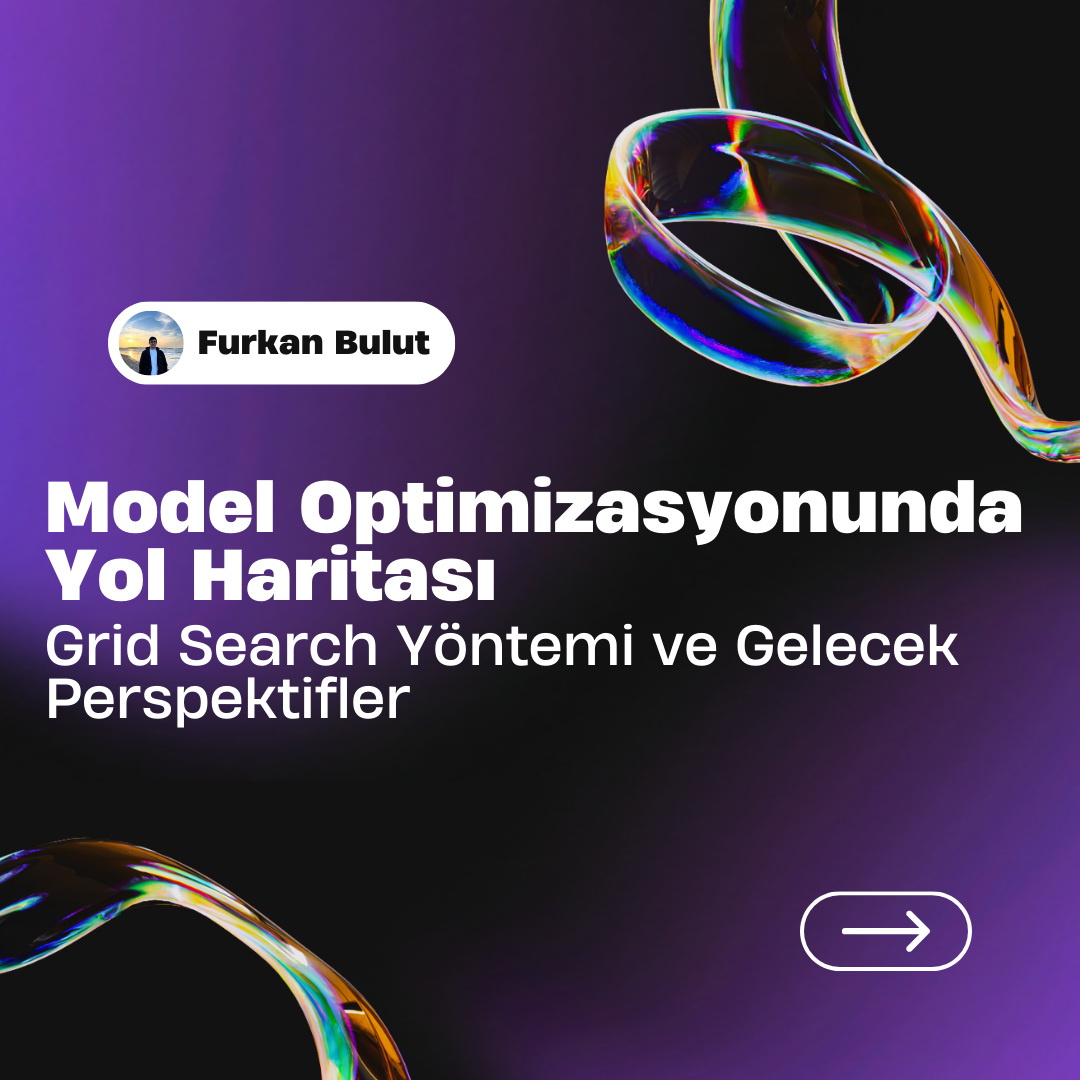 Furkan Bulut
Model Optimizasyonunda
Yol Haritası
Grid Search Yöntemi ve Gelecek
Perspektifler